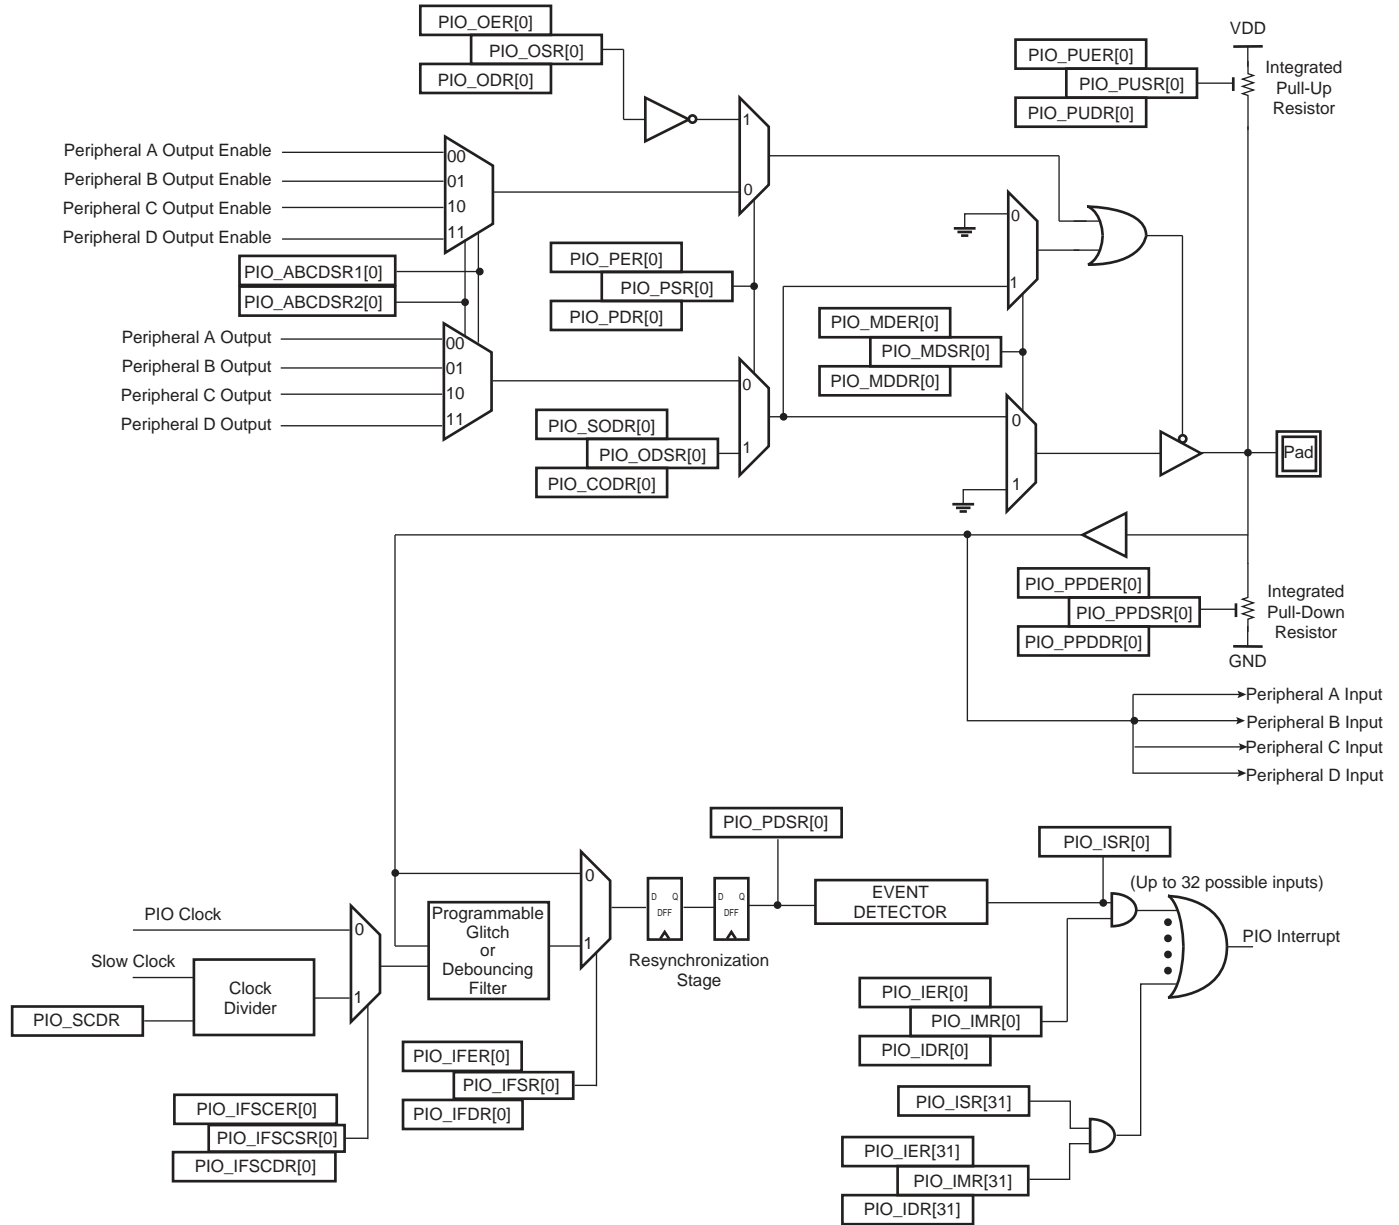 PIO_OER[0]
PIO_OSR[0]
PIO_ODR[0]
VDD
PIO_PUER[0]
PIO_PUSR[0]
PIO_PUDR[0]
Integrated
Pull-Up
Resistor
1
0
Peripheral A Output Enable
Peripheral B Output Enable
Peripheral C Output Enable
Peripheral D Output Enable
00
01
10
11
PIO_ABCDSR1[0]
PIO_ABCDSR2[0]
PIO_PER[0]
PIO_PSR[0]
PIO_PDR[0]
0
1
PIO_MDER[0]
PIO_MDSR[0]
PIO_MDDR[0]
Peripheral A Output
Peripheral B Output
Peripheral C Output
Peripheral D Output
00
01
10
11
0
1
PIO_SODR[0]
PIO_ODSR[0]
PIO_CODR[0]
0
1
Pad
PIO_PPDER[0]
PIO_PPDSR[0]
PIO_PPDDR[0]
Integrated
Pull-Down
Resistor
GND
Peripheral A Input
Peripheral B Input
Peripheral C Input
Peripheral D Input
PIO_PDSR[0]
PIO_ISR[0]
(Up to 32 possible inputs)
0
1
D Q
DFF
D Q
DFF
Resynchronization
Stage
EVENT
DETECTOR
PIO Interrupt
PIO Clock
Slow Clock
Clock
Divider
PIO_SCDR
0
1
Programmable
Glitch
or
Debouncing
Filter
PIO_IER[0]
PIO_IMR[0]
PIO_IDR[0]
PIO_IFER[0]
PIO_IFSR[0]
PIO_IFDR[0]
PIO_IFSCER[0]
PIO_IFSCSR[0]
PIO_IFSCDR[0]
PIO_ISR[31]
PIO_IER[31]
PIO_IMR[31]
PIO_IDR[31]